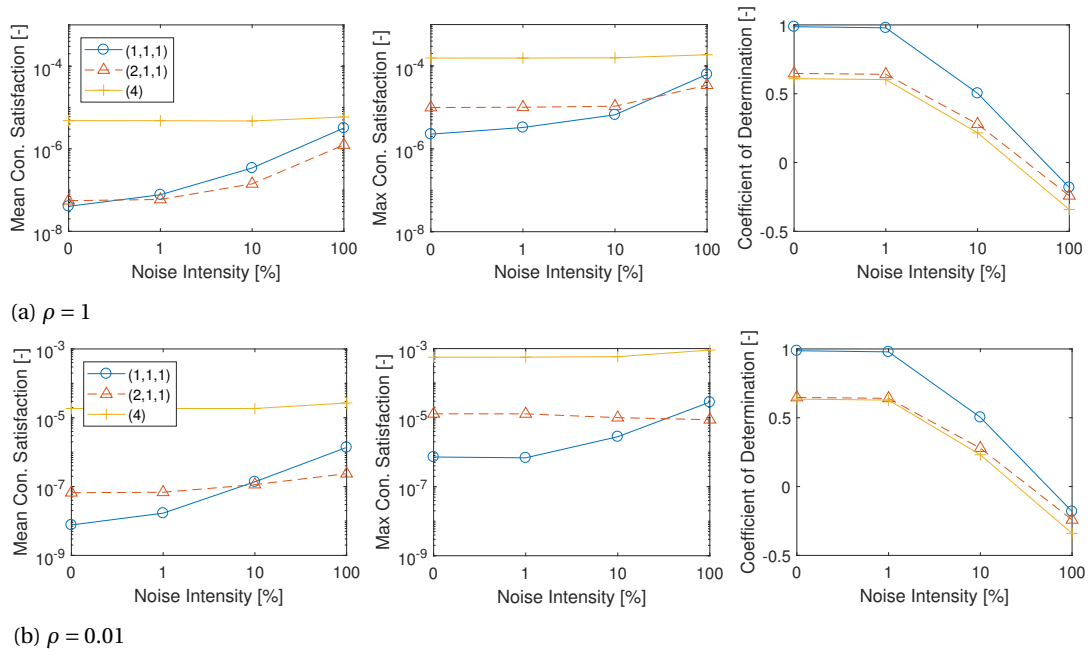 Mean Con. Satisfaction [-]
10^-4
10^-6
10^-8
(1,1,1)
(2,1,1)
(4)
0 1 10 100
Noise Intensity [%]
Max Con. Satisfaction [-]
10^-4
10^-6
10^-8
0 1 10 100
Noise Intensity [%]
Coefficient of Determination [-]
1
0.5
0
-0.5
0 1 10 100
Noise Intensity [%]
(a) ρ = 1
Mean Con. Satisfaction [-]
10^-3
10^-5
10^-7
10^-9
(1,1,1)
(2,1,1)
(4)
0 1 10 100
Noise Intensity [%]
Max Con. Satisfaction [-]
10^-3
10^-5
10^-7
10^-9
0 1 10 100
Noise Intensity [%]
Coefficient of Determination [-]
1
0.5
0
-0.5
0 1 10 100
Noise Intensity [%]
(b) ρ = 0.01